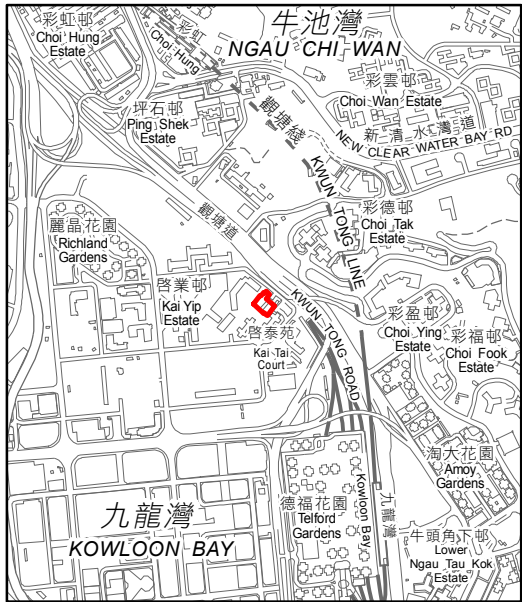 彩虹邨
Choi Hung
Estate
彩虹
Choi Hung
牛池灣
NGAU CHI WAN
彩雲邨
Choi Wan Estate
坪石邨
Ping Shek
Estate
觀塘綫
KWUN TONG LINE
新清水灣道
NEW CLEAR WATER BAY RD
麗晶花園
Richland
Gardens
觀塘道
KWUN TONG ROAD
彩德邨
Choi Tak
Estate
啓業邨
Kai Yip
Estate
啓泰苑
Kai Tai
Court
彩盈邨
Choi Ying
Estate
彩福邨
Choi Fook
Estate
淘大花園
Amoy
Gardens
九龍灣
KOWLOON BAY
德福花園
Telford
Gardens
Kowloon Bay
九龍灣
牛頭角下邨
Lower
Ngau Tau Kok
Estate